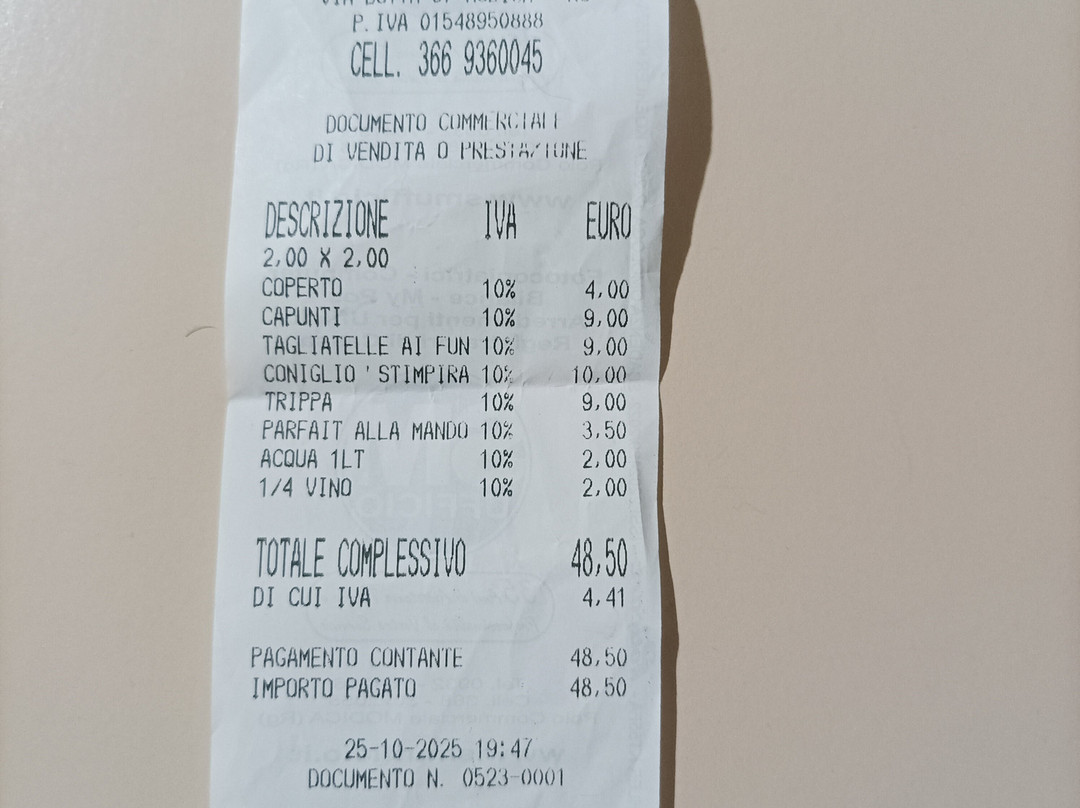 P.IVA 01548950888
CELL. 366 9360045
DOCUMENTO COMMERCIALE
DI VENDITA O PRESTAZIONE
DESCRIZIONE IVA EURO
2,00 X 2,00
COPERTO 10% 4,00
CAPUNTI 10% 9,00
TAGLIATELLE AI FUN 10% 9,00
CONIGLIO 'STIMPIRA 10% 10,00
TRIPPA 10% 9,00
PARFAIT ALLA MANDO 10% 3,50
ACQUA 1LT 10% 2,00
1/4 VINO 10% 2,00
TOTALE COMPLESSIVO 48,50
DI CUI IVA 4,41
PAGAMENTO CONTANTE 48,50
IMPORTO PAGATO 48,50
25-10-2025 19:47
DOCUMENTO N. 0523-0001